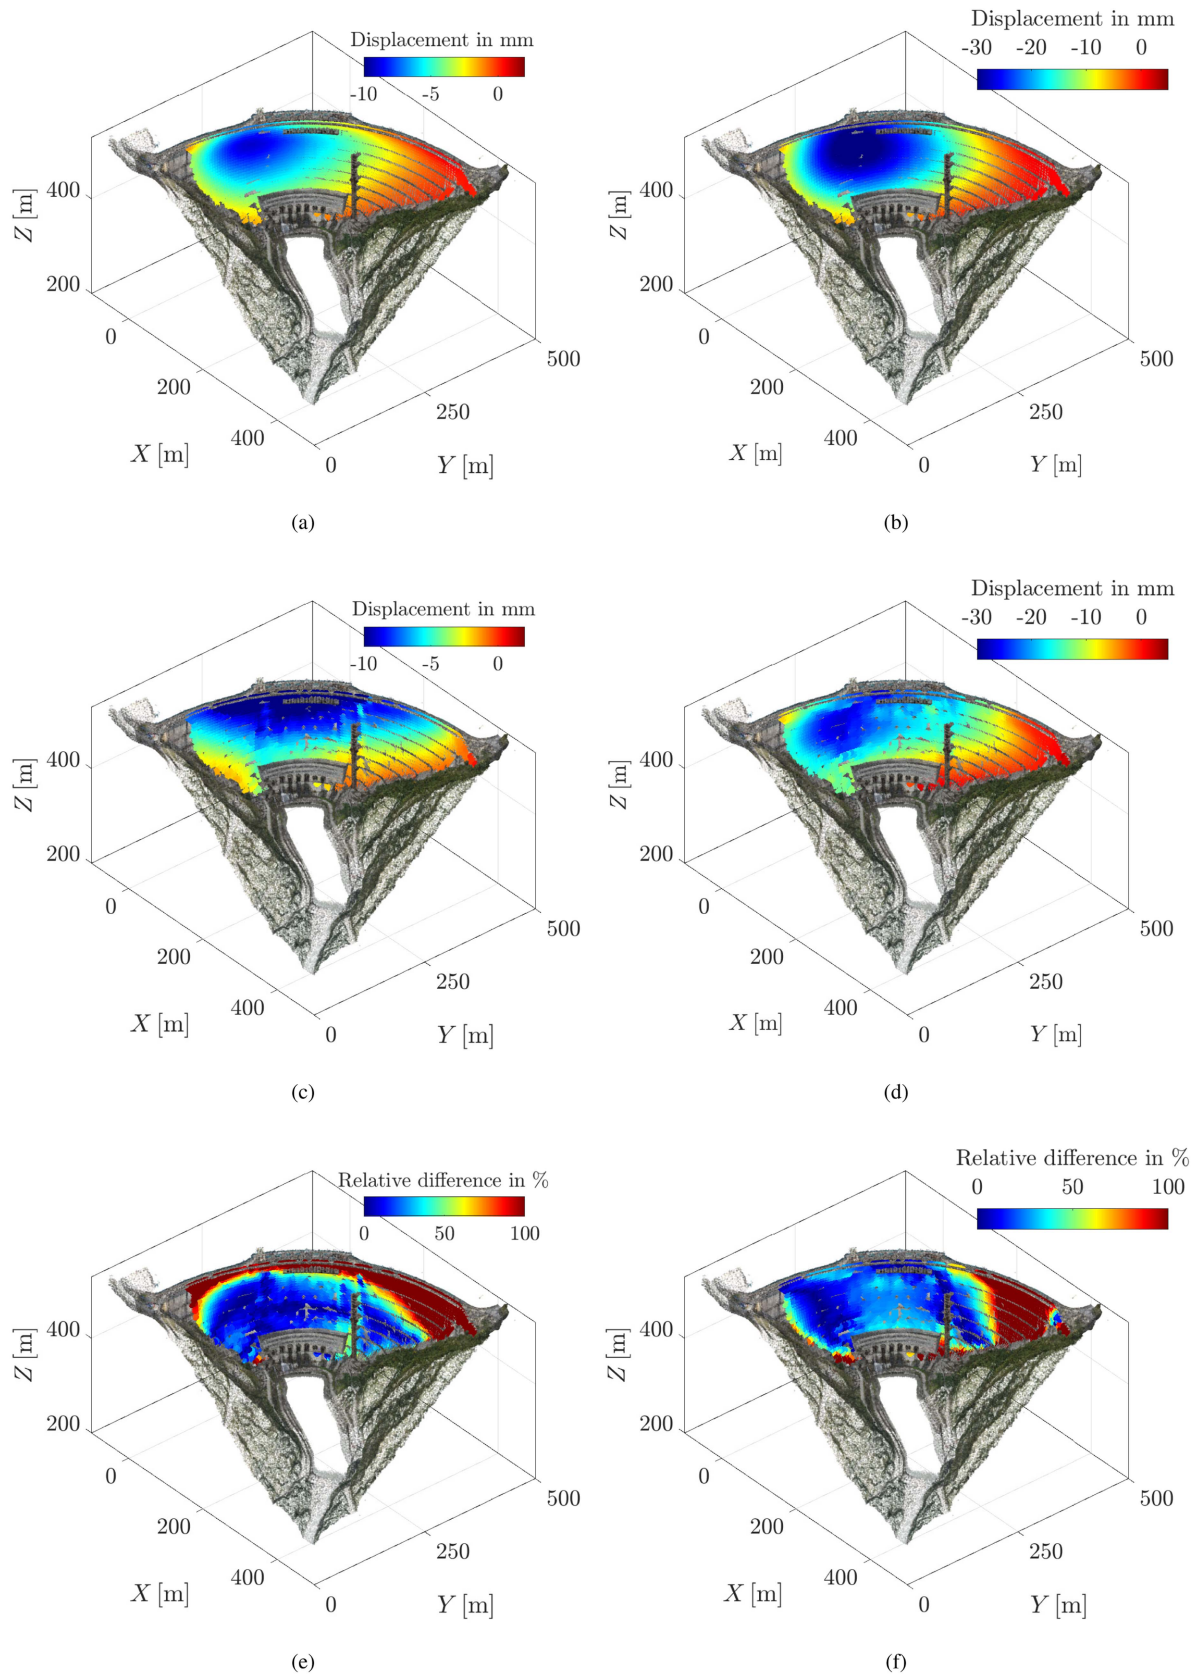 Displacement in mm
-10 -5 0
Z [m]
400
200
0
200
400
X [m]
0
250
500
Y [m]
(a)
Displacement in mm
-30 -20 -10 0
Z [m]
400
200
0
200
400
X [m]
0
250
500
Y [m]
(b)
Displacement in mm
-10 -5 0
Z [m]
400
200
0
200
400
X [m]
0
250
500
Y [m]
(c)
Displacement in mm
-30 -20 -10 0
Z [m]
400
200
0
200
400
X [m]
0
250
500
Y [m]
(d)
Relative difference in %
0 50 100
Z [m]
400
200
0
200
400
X [m]
0
250
500
Y [m]
(e)
Relative difference in %
0 50 100
Z [m]
400
200
0
200
400
X [m]
0
250
500
Y [m]
(f)